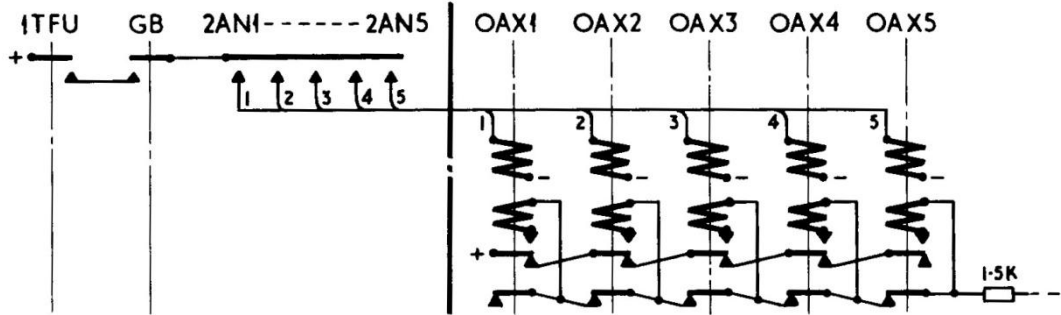 1TFU GB 2AN1------2AN5 OAX1 OAX2 OAX3 OAX4 OAX5
+
1 2 3 4 5
1 2 3 4 5
- - - - -
+
1·5K
--